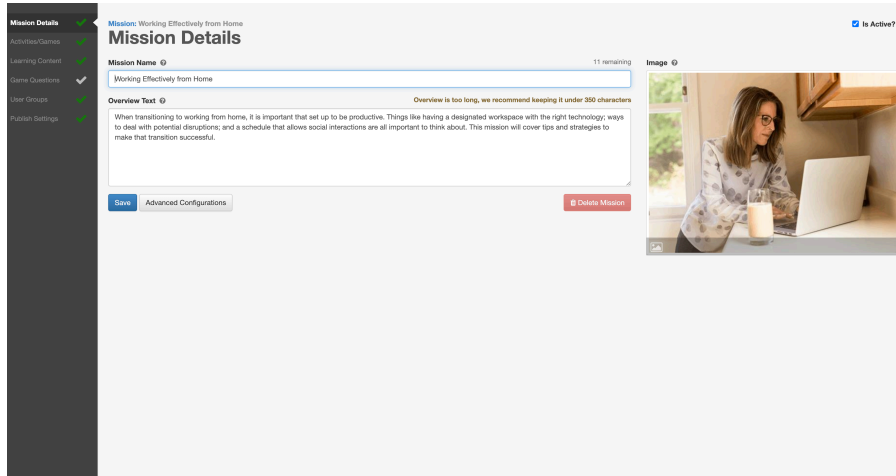 Mission Details
Activities/Games
Learning Content
Game Questions
User Groups
Publish Settings
Mission: Working Effectively from Home
Mission Details
Is Active?
Mission Name
11 remaining
Image
Working Effectively from Home
Overview Text
Overview is too long, we recommend keeping it under 350 characters
When transitioning to working from home, it is important that set up to be productive. Things like having a designated workspace with the right technology; ways
to deal with potential disruptions; and a schedule that allows social interactions are all important to think about. This mission will cover tips and strategies to
make that transition successful.
Save
Advanced Configurations
Delete Mission